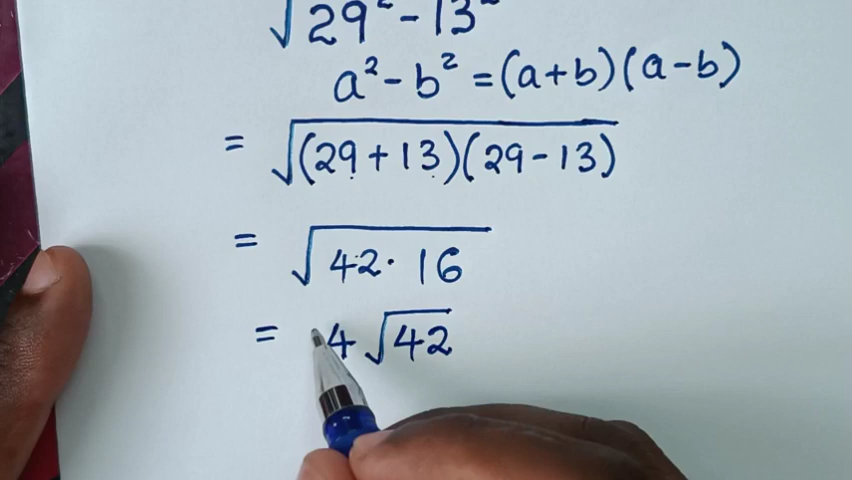 √29² - 13²
a² - b² = (a+b)(a-b)
= √(29 + 13)(29 - 13)
= √42 · 16
= 4√42